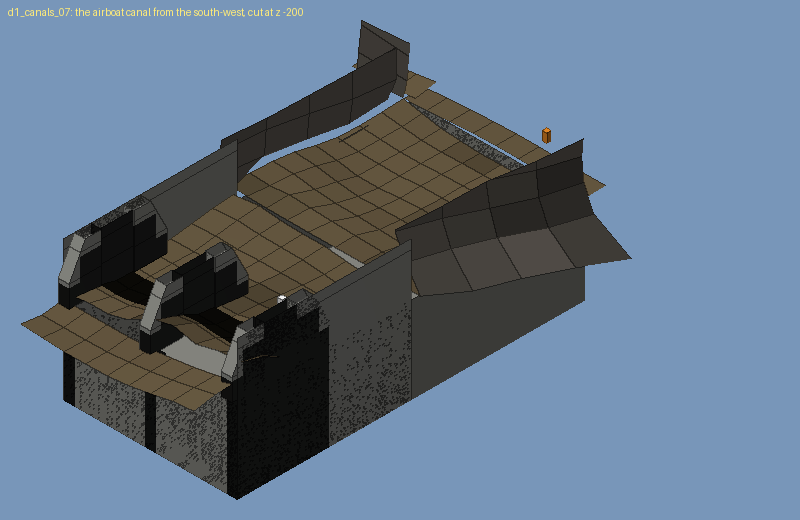 d1_canals_07: the airboat canal from the south-west, cut at z -200